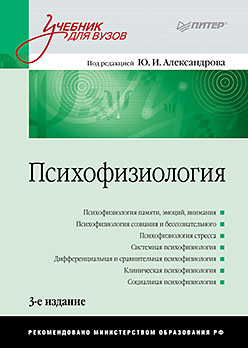 УЧЕБНИК
ДЛЯ ВУЗОВ
ПИТЕР®
Под редакцией Ю. И. Александрова
Психофизиология
Психофизиология памяти, эмоций, внимания
Психофизиология сознания и бессознательного
Психофизиология стресса
Системная психофизиология
Дифференциальная и сравнительная психофизиология
Клиническая психофизиология
Социальная психофизиология
3-е издание
РЕКОМЕНДОВАНО МИНИСТЕРСТВОМ ОБРАЗОВАНИЯ РФ